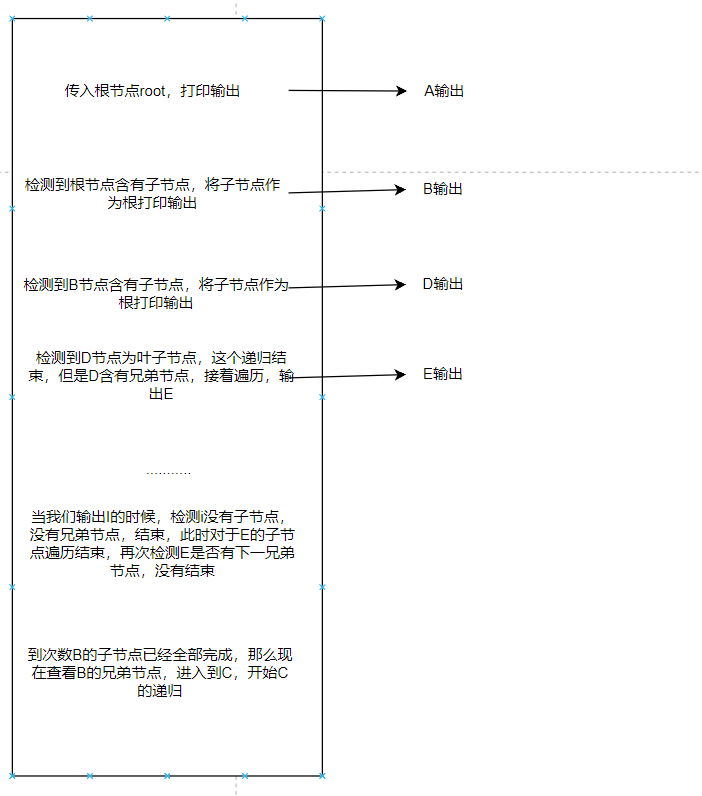 传入根节点root，打印输出
A输出
检测到根节点含有子节点，将子节点作
为根打印输出
B输出
检测到B节点含有子节点，将子节点作为
根打印输出
D输出
检测到D节点为叶子节点，这个递归结
束，但是D含有兄弟节点，接着遍历，输
出E
E输出
...........
当我们输出I的时候，检测i没有子节点，
没有兄弟节点，结束，此时对于E的子节
点遍历结束，再次检测E是否有下一兄弟
节点，没有结束
到次数B的子节点已经全部完成，那么现
在查看B的兄弟节点，进入到C，开始C
的递归